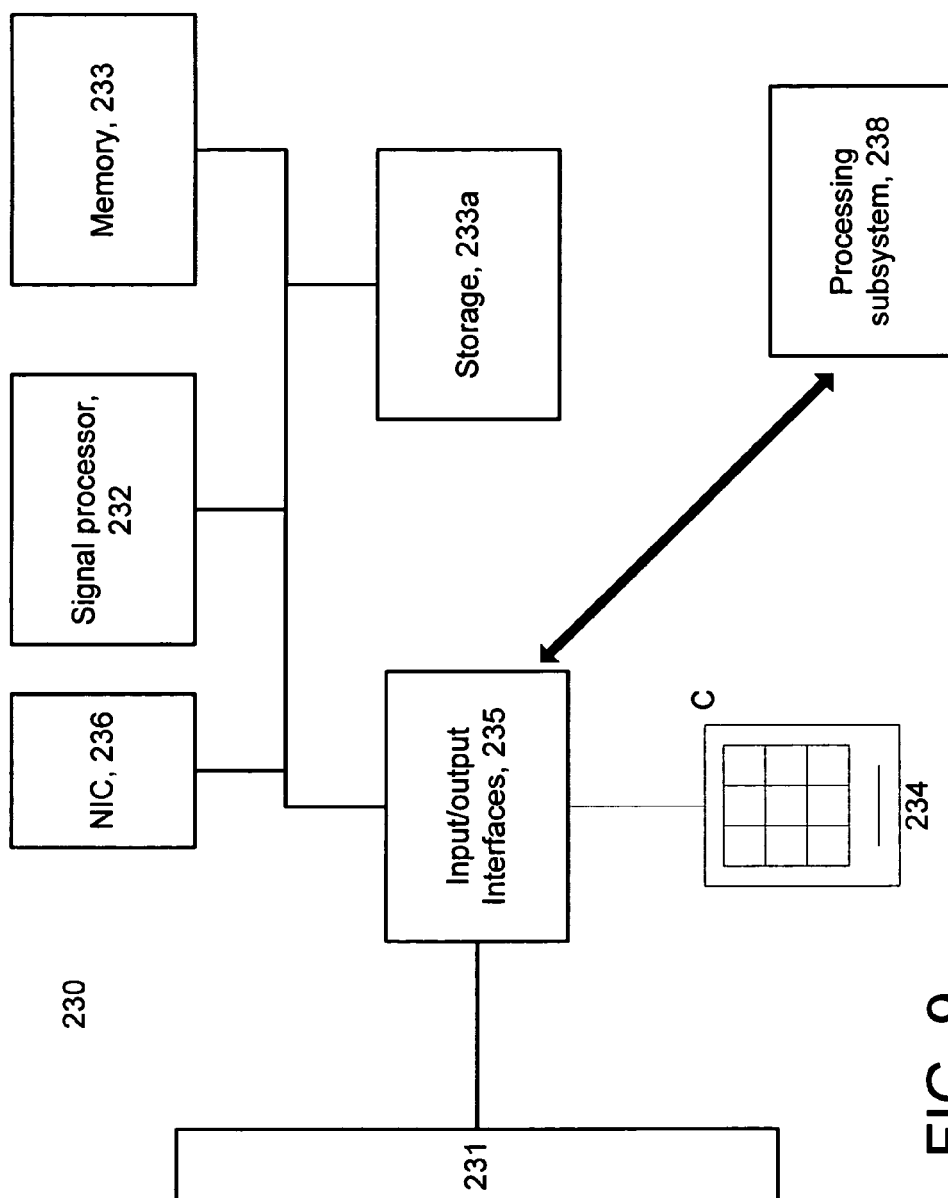 230
NIC, 236
Signal processor,
232
Memory, 233
231
Input/output
Interfaces, 235
Storage, 233a
C
234
Processing
subsystem, 238
FIG